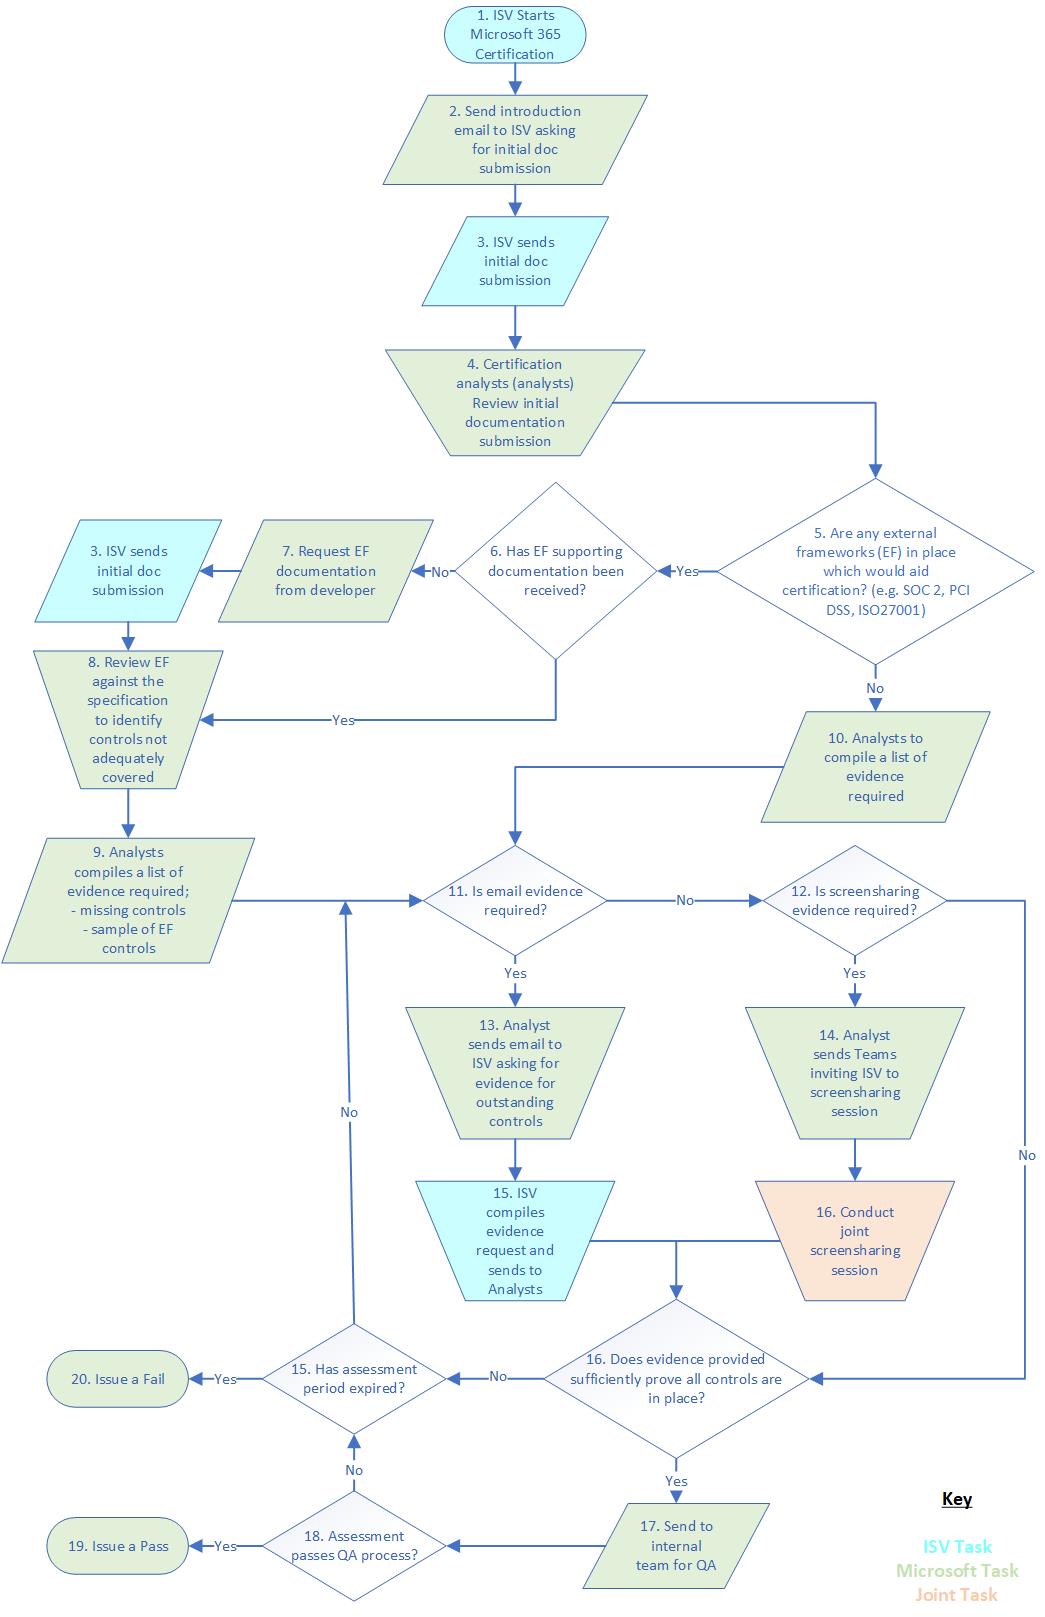 1. ISV Starts
Microsoft 365
Certification
2. Send introduction
email to ISV asking
for initial doc
submission
3. ISV sends
initial doc
submission
4. Certification
analysts (analysts)
Review initial
documentation
submission
5. Are any external
frameworks (EF) in place
which would aid
certification? (e.g. SOC 2, PCI
DSS, ISO27001)
Yes
6. Has EF supporting
documentation been
received?
No
7. Request EF
documentation
from developer
3. ISV sends
initial doc
submission
8. Review EF
against the
specification
to identify
controls not
adequately
covered
Yes
No
10. Analysts to
compile a list of
evidence
required
9. Analysts
compiles a list of
evidence required;
- missing controls
- sample of EF
controls
11. Is email evidence
required?
No
12. Is screensharing
evidence required?
Yes
Yes
13. Analyst
sends email to
ISV asking for
evidence for
outstanding
controls
14. Analyst
sends Teams
inviting ISV to
screensharing
session
No
No
15. ISV
compiles
evidence
request and
sends to
Analysts
16. Conduct
joint
screensharing
session
16. Does evidence provided
sufficiently prove all controls are
in place?
No
15. Has assessment
period expired?
Yes
20. Issue a Fail
Yes
No
17. Send to
internal
team for QA
18. Assessment
passes QA process?
Yes
19. Issue a Pass
Key
ISV Task
Microsoft Task
Joint Task